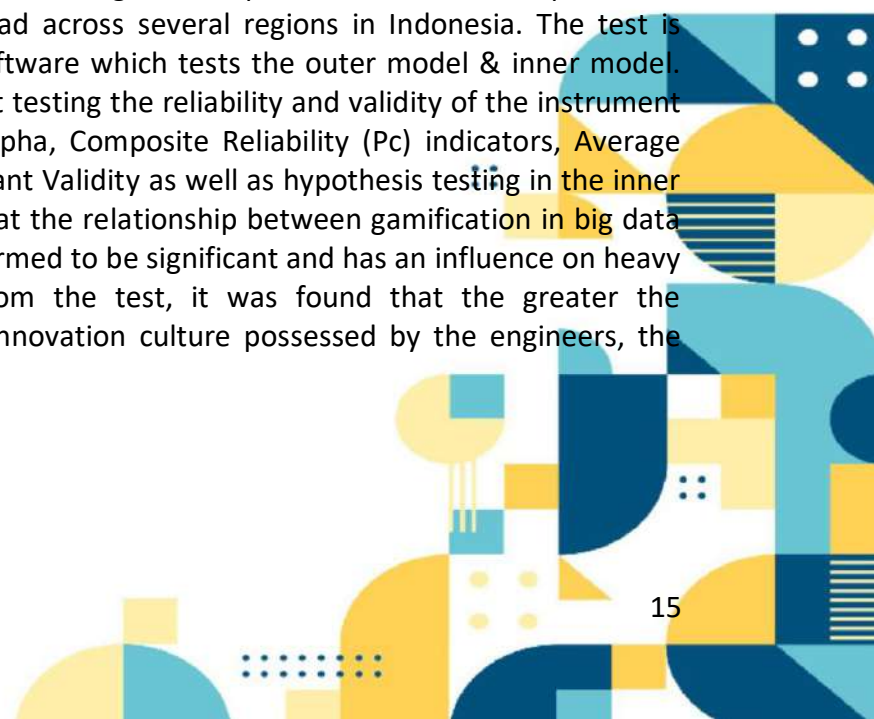 ad across several regions in Indonesia. The test is
ftware which tests the outer model & inner model.
t testing the reliability and validity of the instrument
pha, Composite Reliability (Pc) indicators, Average
ant Validity as well as hypothesis testing in the inner
at the relationship between gamification in big data
rmed to be significant and has an influence on heavy
om the test, it was found that the greater the
nnovation culture possessed by the engineers, the
15